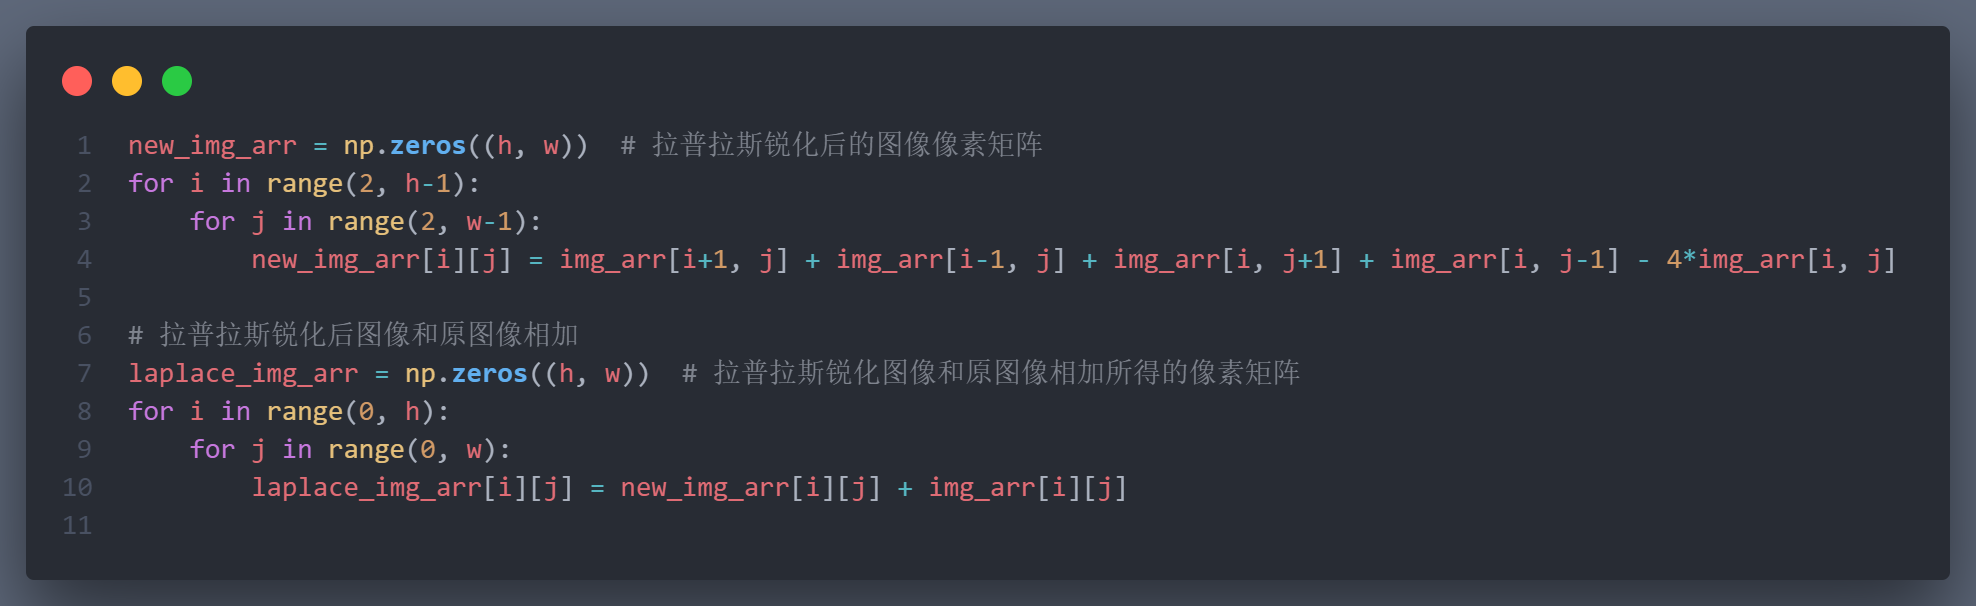 1 new_img_arr = np.zeros((h, w))  # 拉普拉斯锐化后的图像像素矩阵
2 for i in range(2, h-1):
3     for j in range(2, w-1):
4         new_img_arr[i][j] = img_arr[i+1, j] + img_arr[i-1, j] + img_arr[i, j+1] + img_arr[i, j-1] - 4*img_arr[i, j]
5
6 # 拉普拉斯锐化后图像和原图像相加
7 laplace_img_arr = np.zeros((h, w))  # 拉普拉斯锐化图像和原图像相加所得的像素矩阵
8 for i in range(0, h):
9     for j in range(0, w):
10         laplace_img_arr[i][j] = new_img_arr[i][j] + img_arr[i][j]
11